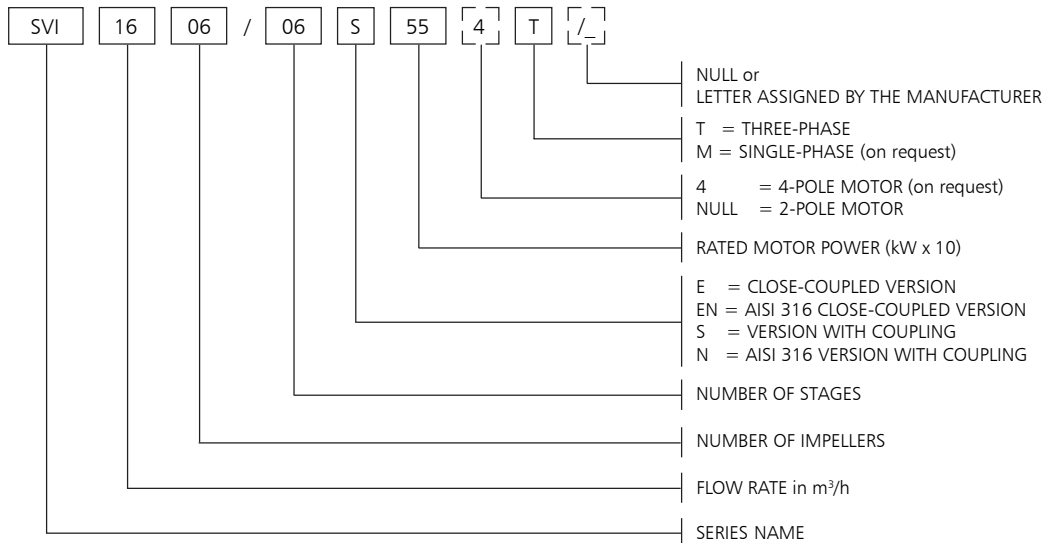 SVI 16 06 / 06 S 55 4 T /_
NULL or
LETTER ASSIGNED BY THE MANUFACTURER
T = THREE-PHASE
M = SINGLE-PHASE (on request)
4 = 4-POLE MOTOR (on request)
NULL = 2-POLE MOTOR
RATED MOTOR POWER (kW x 10)
E = CLOSE-COUPLED VERSION
EN = AISI 316 CLOSE-COUPLED VERSION
S = VERSION WITH COUPLING
N = AISI 316 VERSION WITH COUPLING
NUMBER OF STAGES
NUMBER OF IMPELLERS
FLOW RATE in m³/h
SERIES NAME